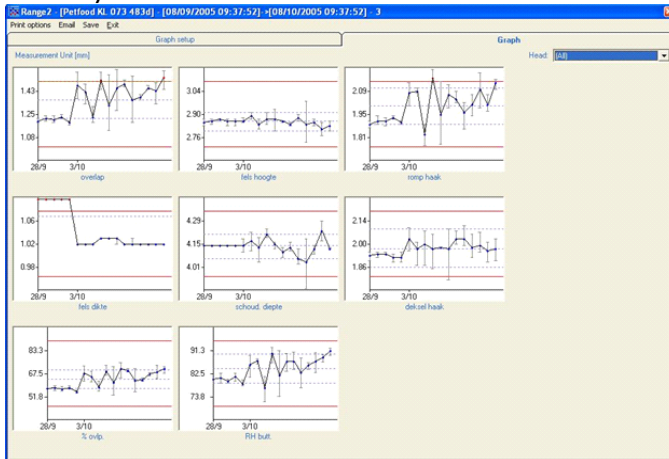 Range2 - [Petfood KL 073 483d] - [08/09/2005 09:37:52]->[08/10/2005 09:37:52] - 3
Print options Email Save Exit
Graph setup Graph
Measurement Unit [mm] Head: (All)
1.43
1.25
1.08
28/9 3/10
overlap
3.04
2.90
2.76
28/9 3/10
fels hoogte
2.09
1.95
1.81
28/9 3/10
romp haak
1.06
1.02
0.98
28/9 3/10
fels dikte
4.29
4.15
4.01
28/9 3/10
schoud. diepte
2.14
2.00
1.86
28/9 3/10
deksel haak
83.3
67.5
51.8
28/9 3/10
% ovlp.
91.3
82.5
73.8
28/9 3/10
RH butt.